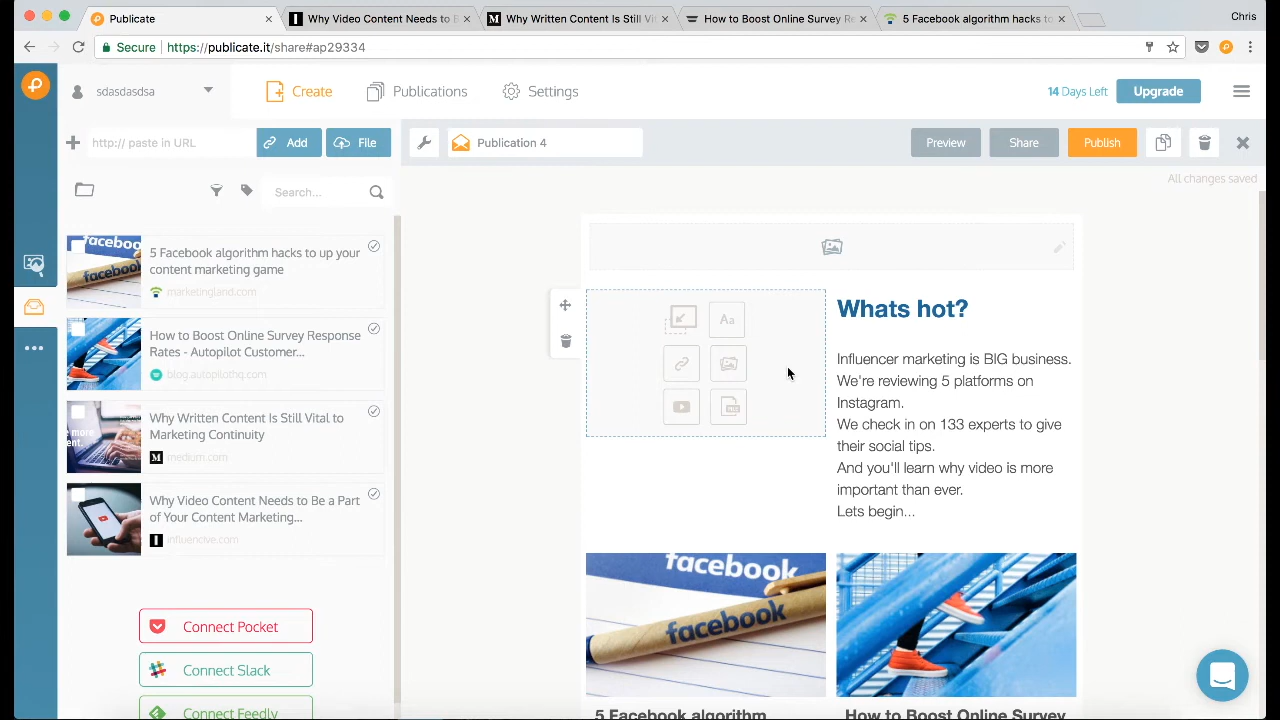 Publicate
Why Video Content Needs to B
Why Written Content Is Still Vit
How to Boost Online Survey Re
5 Facebook algorithm hacks to
Chris
Secure
https://publicate.it/share#ap29334
sdasdasdsa
Create
Publications
Settings
14 Days Left
Upgrade
http:// paste in URL
Add
File
Publication 4
Preview
Share
Publish
All changes saved
Search...
5 Facebook algorithm hacks to up your
content marketing game
marketingland.com
How to Boost Online Survey Response
Rates - Autopilot Customer...
blog.autopilothq.com
Why Written Content Is Still Vital to
Marketing Continuity
M medium.com
Why Video Content Needs to Be a Part
of Your Content Marketing...
I influencive.com
Connect Pocket
Connect Slack
Connect Feedly
Aa
Whats hot?
Influencer marketing is BIG business.
We're reviewing 5 platforms on
Instagram.
We check in on 133 experts to give
their social tips.
And you'll learn why video is more
important than ever.
Lets begin...
facebook
facebook
5 Facebook algorithm
How to Boost Online Survey